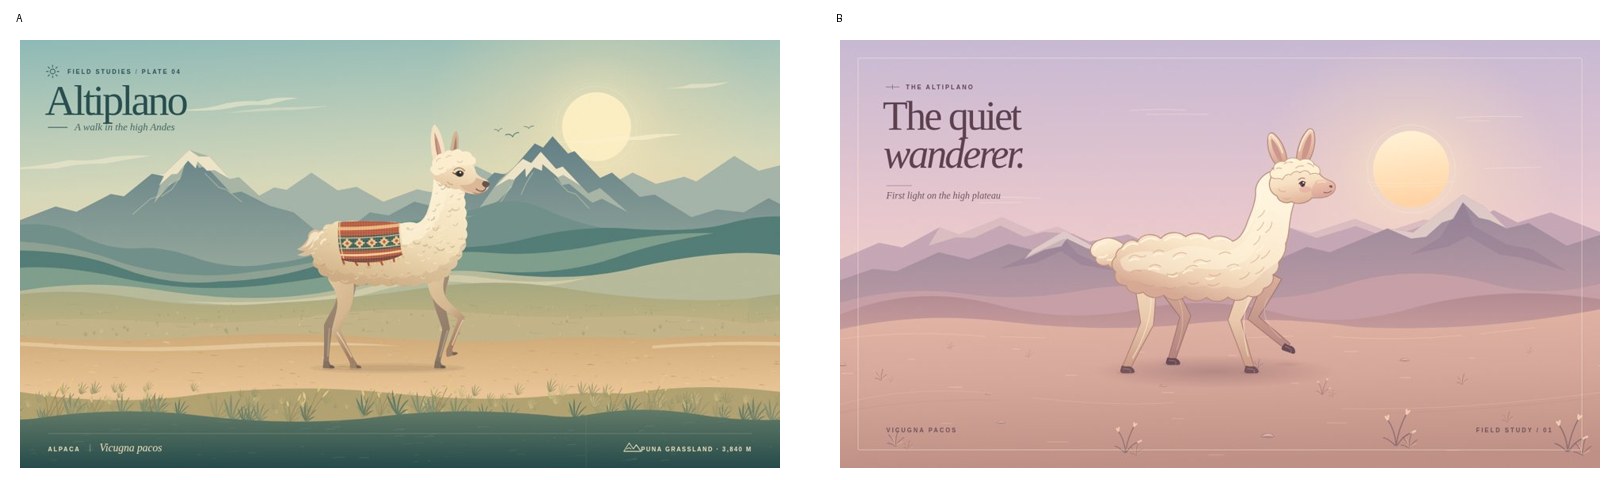 A
FIELD STUDIES / PLATE 04
Altiplano
A walk in the high Andes
ALPACA | Vicugna pacos
PUNA GRASSLAND · 3,840 M
B
THE ALTIPLANO
The quiet
wanderer.
First light on the high plateau
VICUGNA PACOS
FIELD STUDY / 01